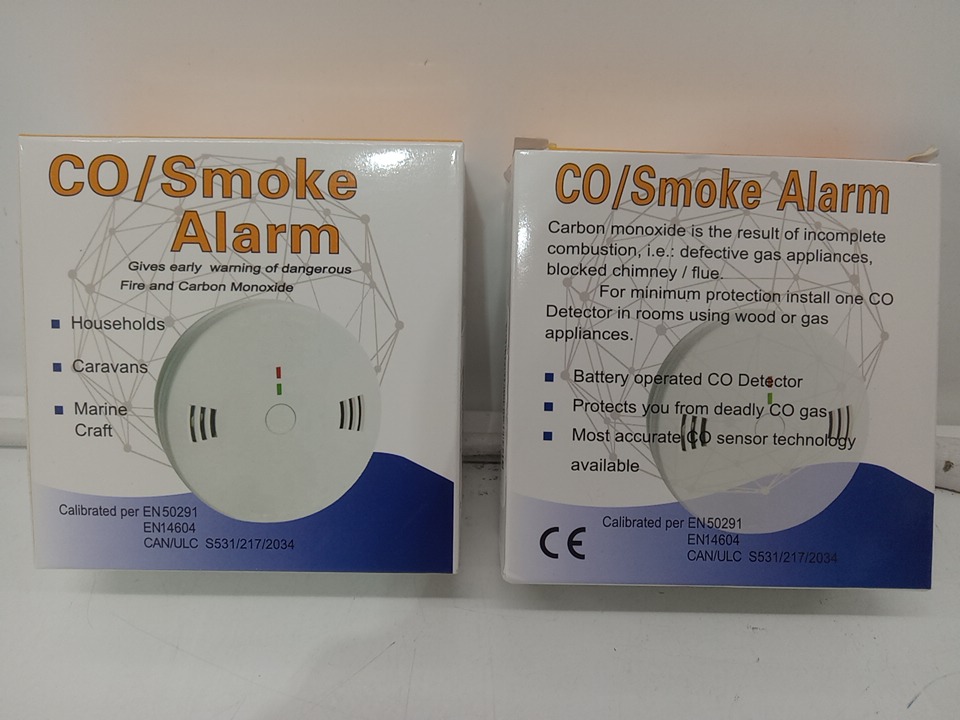 CO/Smoke
Alarm
Gives early warning of dangerous
Fire and Carbon Monoxide
Households
Caravans
Marine
Craft
Calibrated per EN50291
EN14604
CAN/ULC S531/217/2034
CO/Smoke Alarm
Carbon monoxide is the result of incomplete
combustion, i.e.: defective gas appliances,
blocked chimney / flue.
For minimum protection install one CO
Detector in rooms using wood or gas
appliances.
Battery operated CO Detector
Protects you from deadly CO gas
Most accurate CO sensor technology
available
CE
Calibrated per EN50291
EN14604
CAN/ULC S531/217/2034